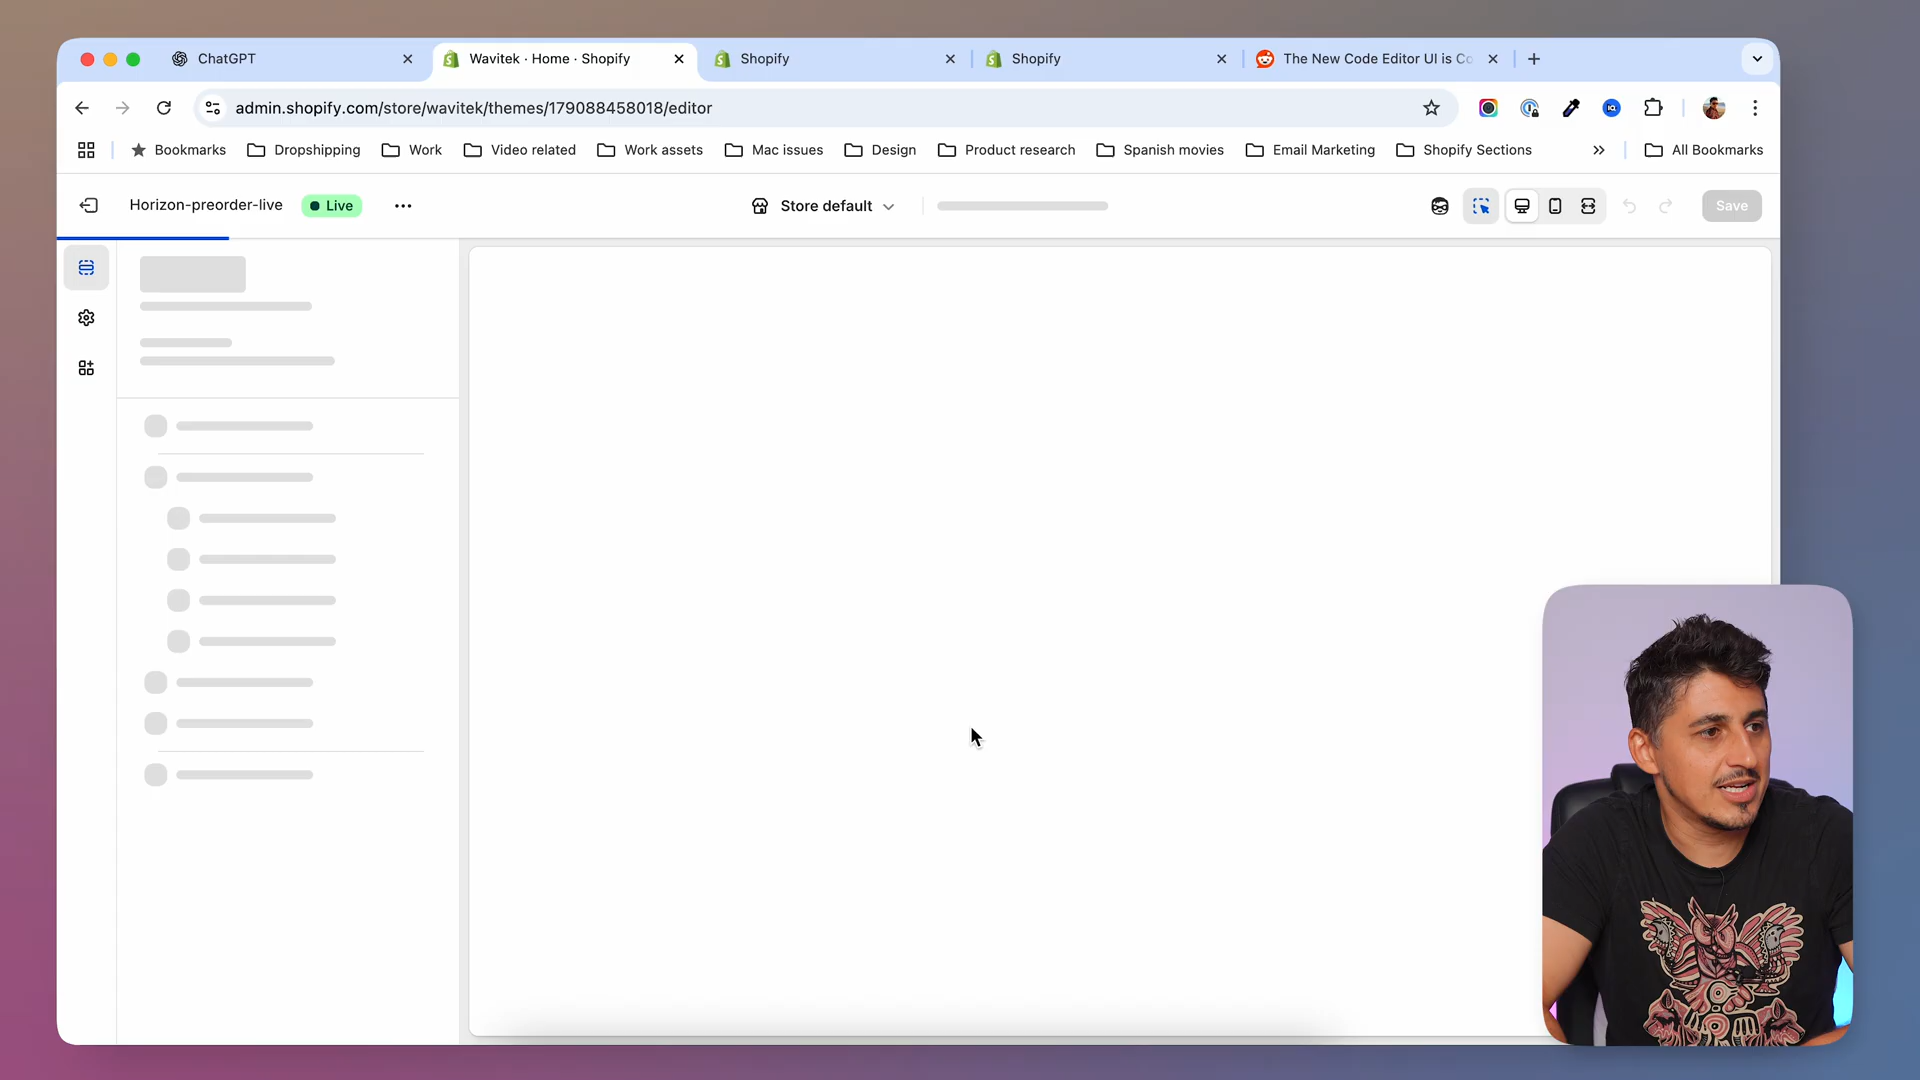 ChatGPT
Wavitek · Home · Shopify
Shopify
Shopify
The New Code Editor UI is Co
admin.shopify.com/store/wavitek/themes/179088458018/editor
Bookmarks
Dropshipping
Work
Video related
Work assets
Mac issues
Design
Product research
Spanish movies
Email Marketing
Shopify Sections
All Bookmarks
Horizon-preorder-live
Live
Store default
Save